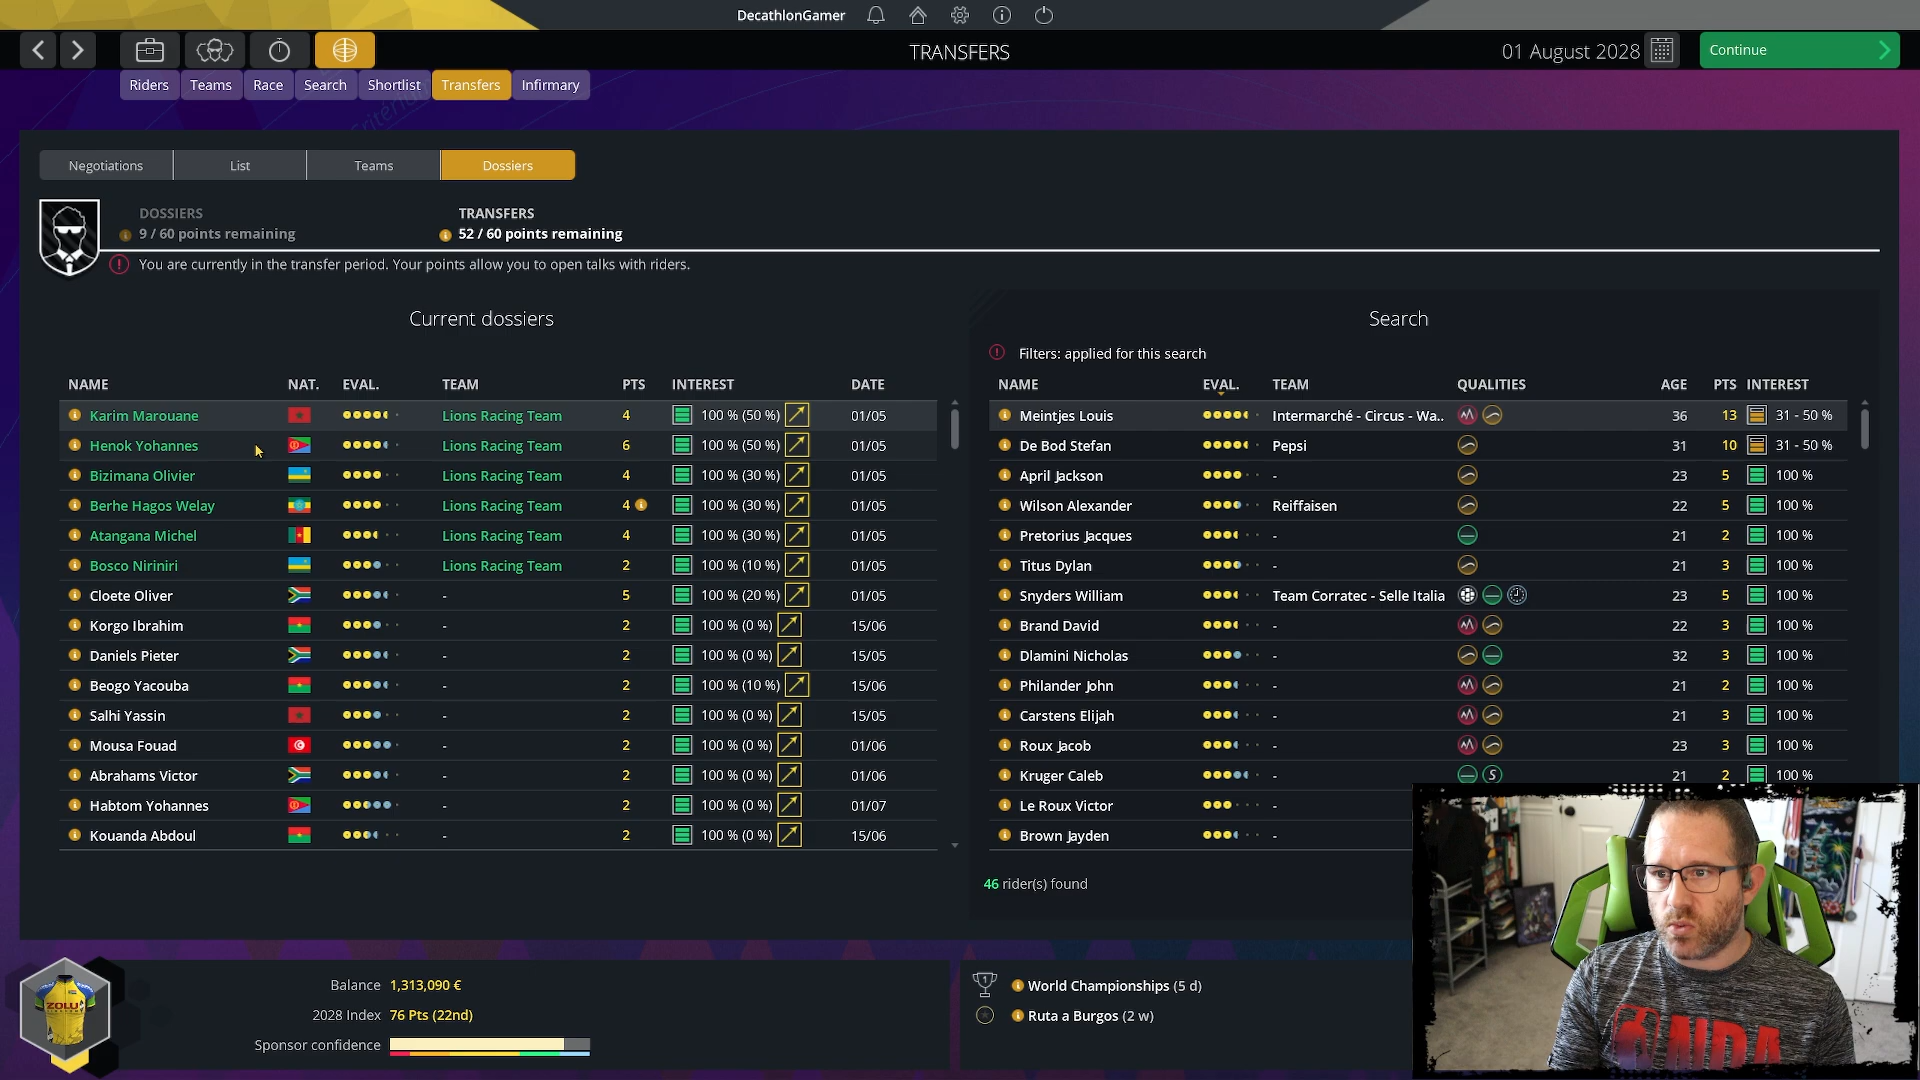 DecathlonGamer
TRANSFERS
01 August 2028
Continue
Riders Teams Race Search Shortlist Transfers Infirmary
Negotiations List Teams Dossiers
DOSSIERS
9 / 60 points remaining
TRANSFERS
52 / 60 points remaining
You are currently in the transfer period. Your points allow you to open talks with riders.
Current dossiers
NAME NAT. EVAL. TEAM PTS INTEREST DATE
Karim Marouane Lions Racing Team 4 100 % (50 %) 01/05
Henok Yohannes Lions Racing Team 6 100 % (50 %) 01/05
Bizimana Olivier Lions Racing Team 4 100 % (30 %) 01/05
Berhe Hagos Welay Lions Racing Team 4 100 % (30 %) 01/05
Atangana Michel Lions Racing Team 4 100 % (30 %) 01/05
Bosco Niriniri Lions Racing Team 2 100 % (10 %) 01/05
Cloete Oliver - 5 100 % (20 %) 01/05
Korgo Ibrahim - 2 100 % (0 %) 15/06
Daniels Pieter - 2 100 % (0 %) 15/05
Beogo Yacouba - 2 100 % (10 %) 15/06
Salhi Yassin - 2 100 % (0 %) 15/05
Mousa Fouad - 2 100 % (0 %) 01/06
Abrahams Victor - 2 100 % (0 %) 01/06
Habtom Yohannes - 2 100 % (0 %) 01/07
Kouanda Abdoul - 2 100 % (0 %) 15/06
Search
Filters: applied for this search
NAME EVAL. TEAM QUALITIES AGE PTS INTEREST
Meintjes Louis Intermarché - Circus - Wa.. 36 13 31 - 50 %
De Bod Stefan Pepsi 31 10 31 - 50 %
April Jackson - 23 5 100 %
Wilson Alexander Reiffaisen 22 5 100 %
Pretorius Jacques - 21 2 100 %
Titus Dylan - 21 3 100 %
Snyders William Team Corratec - Selle Italia 23 5 100 %
Brand David - 22 3 100 %
Dlamini Nicholas - 32 3 100 %
Philander John - 21 2 100 %
Carstens Elijah - 21 3 100 %
Roux Jacob - 23 3 100 %
Kruger Caleb - S 21 2 100 %
Le Roux Victor -
Brown Jayden -
46 rider(s) found
ZOLU
Balance 1,313,090 €
2028 Index 76 Pts (22nd)
Sponsor confidence
World Championships (5 d)
Ruta a Burgos (2 w)